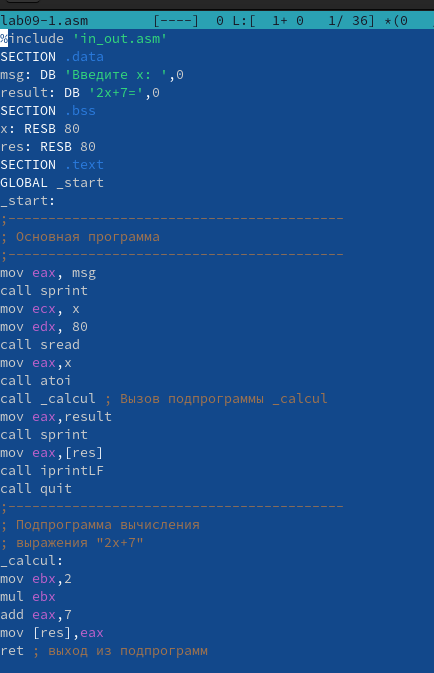 lab09-1.asm [----] 0 L:[ 1+ 0 1/ 36] *(0
%include 'in_out.asm'
SECTION .data
msg: DB 'Введите x: ',0
result: DB '2x+7=',0
SECTION .bss
x: RESB 80
res: RESB 80
SECTION .text
GLOBAL _start
_start:
;------------------------------------------
; Основная программа
;------------------------------------------
mov eax, msg
call sprint
mov ecx, x
mov edx, 80
call sread
mov eax,x
call atoi
call _calcul ; Вызов подпрограммы _calcul
mov eax,result
call sprint
mov eax,[res]
call iprintLF
call quit
;------------------------------------------
; Подпрограмма вычисления
; выражения "2x+7"
_calcul:
mov ebx,2
mul ebx
add eax,7
mov [res],eax
ret ; выход из подпрограмм